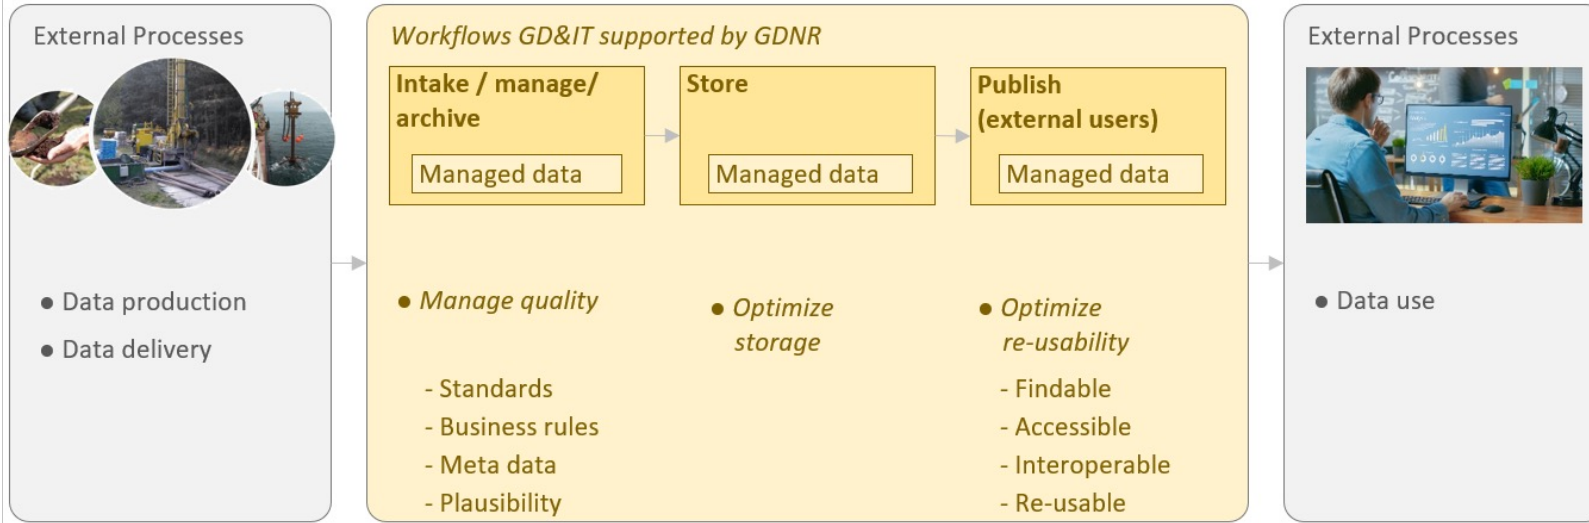 External Processes
● Data production
● Data delivery
Workflows GD&IT supported by GDNR
Intake / manage/
archive
Managed data
Store
Managed data
Publish
(external users)
Managed data
● Manage quality
- Standards
- Business rules
- Meta data
- Plausibility
● Optimize
storage
● Optimize
re-usability
- Findable
- Accessible
- Interoperable
- Re-usable
External Processes
● Data use